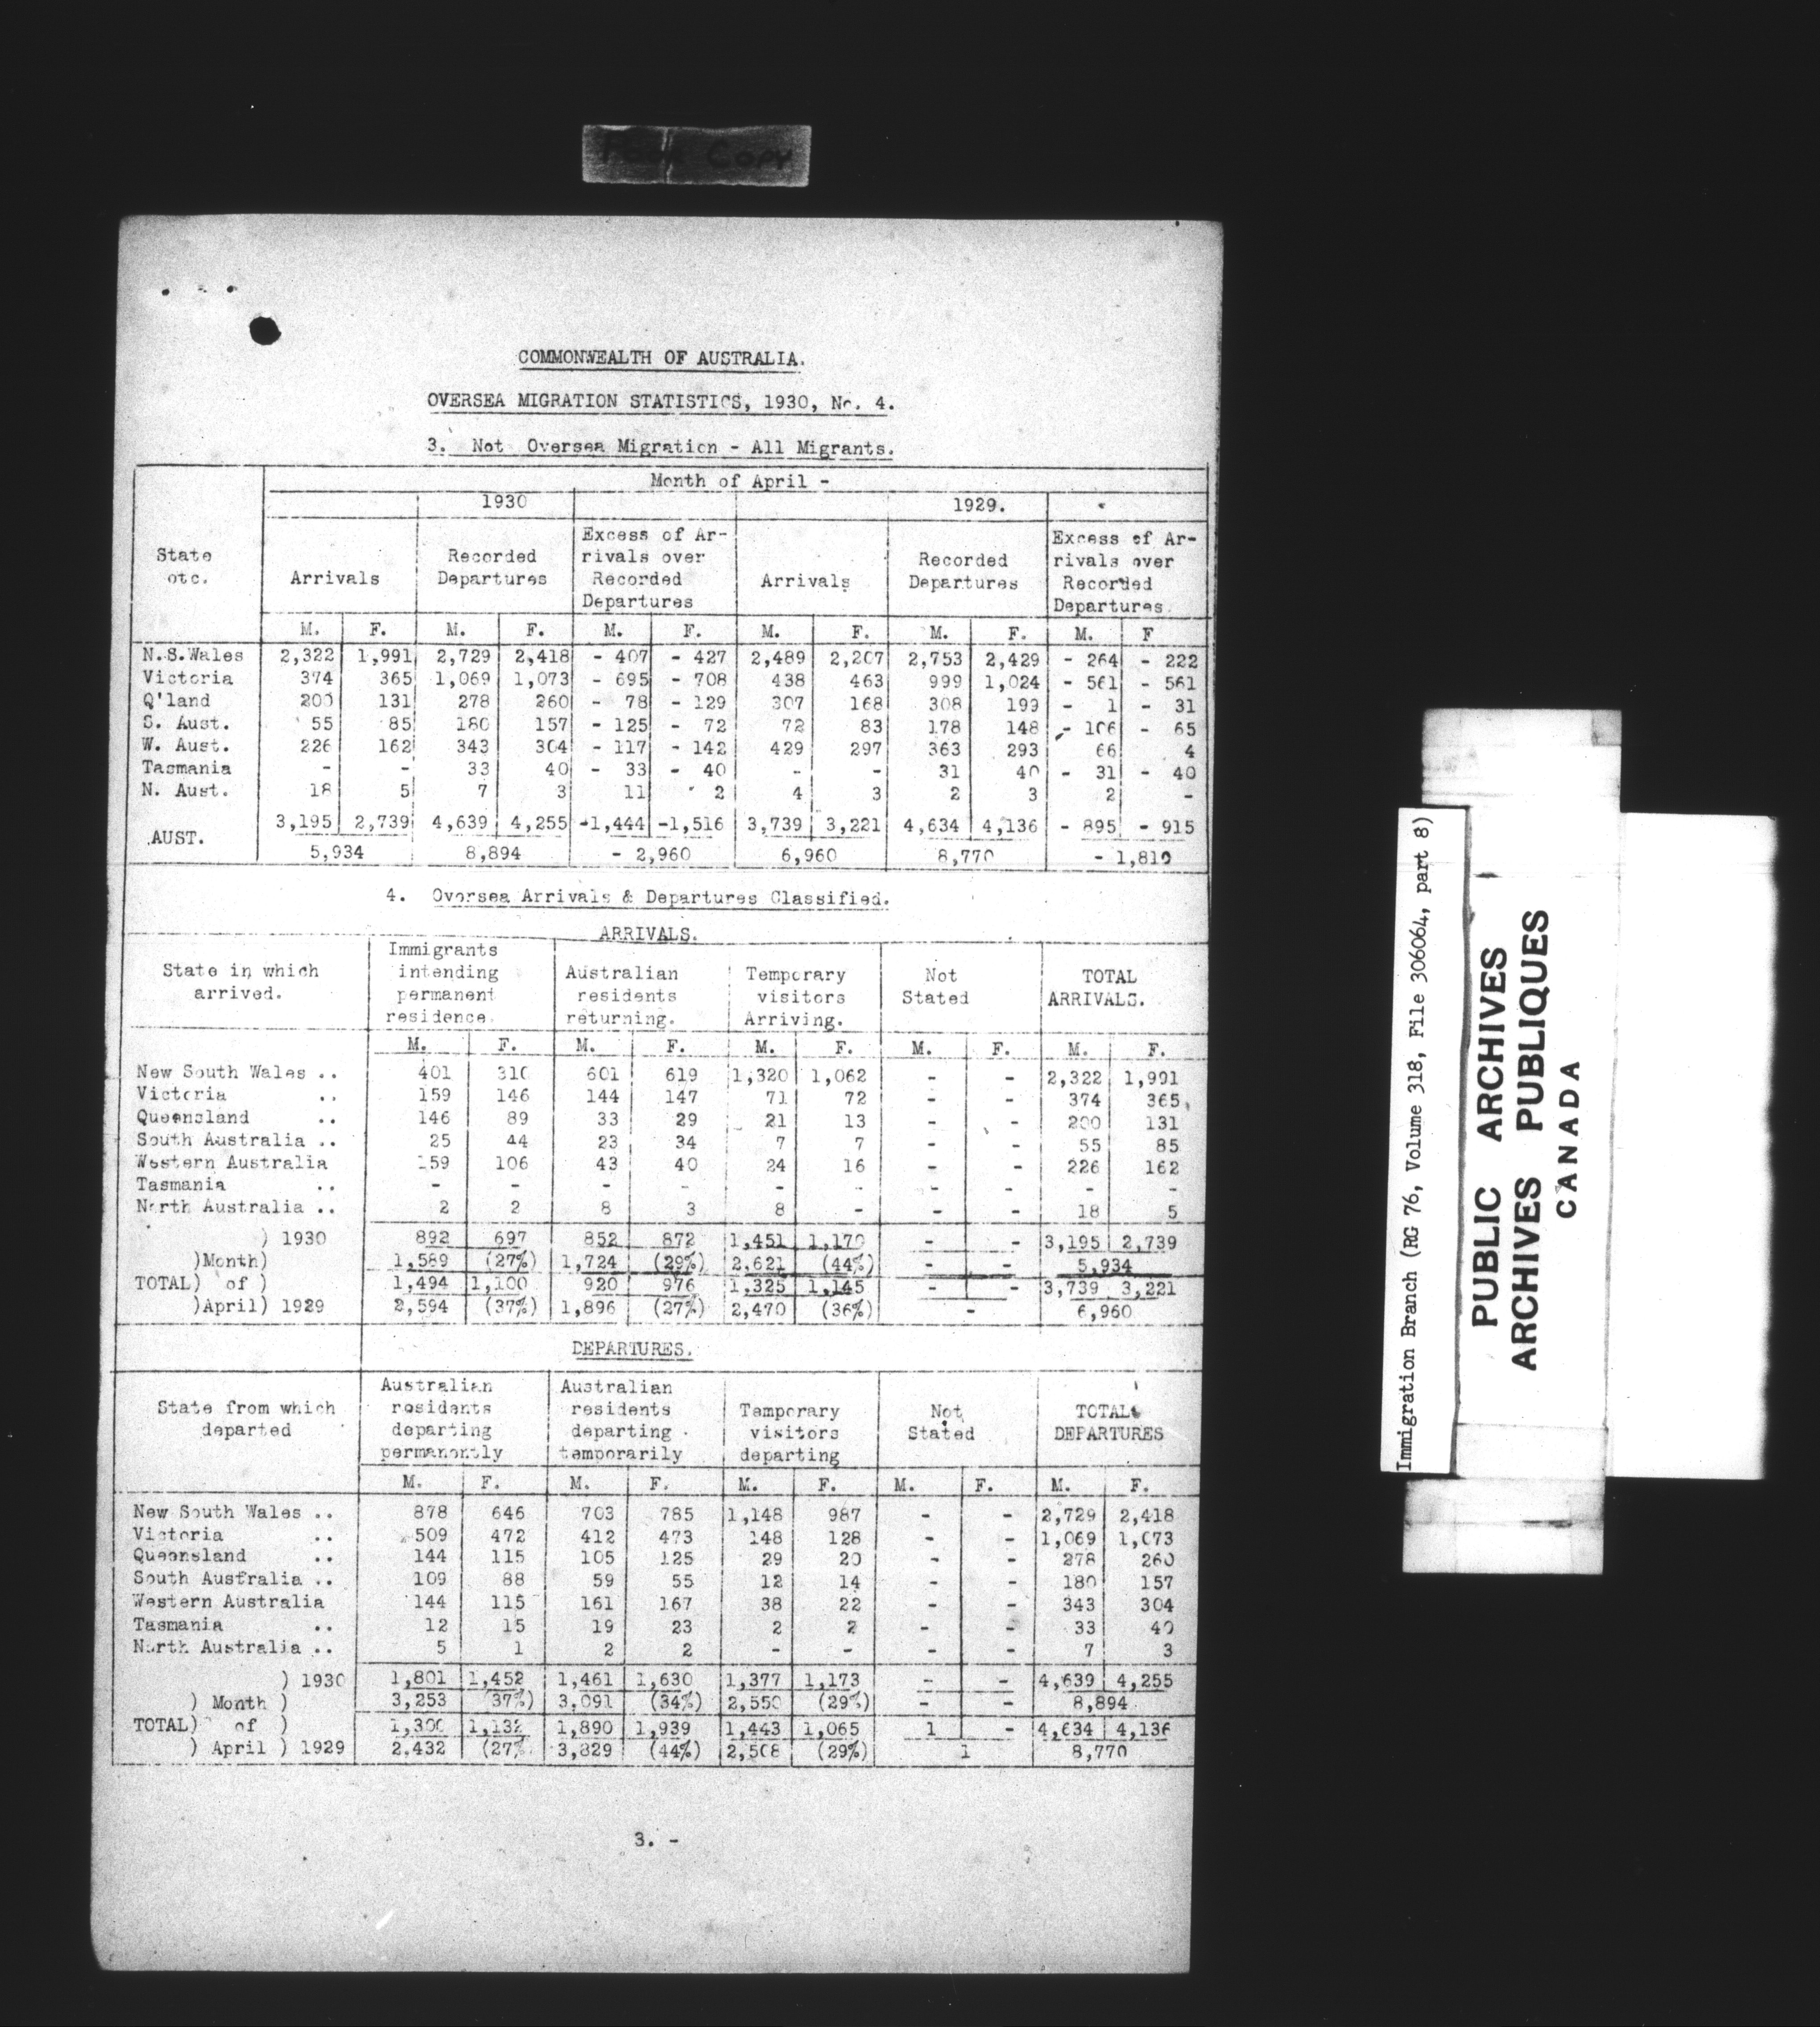 Poor Copy
COMMONWEALTH OF AUSTRALIA.
OVERSEA MIGRATION STATISTICS, 1930, No. 4.
3. Not Oversea Migration - All Migrants.
Month of April -
1930 1929.
State etc. Arrivals Recorded Departures Excess of Arrivals over Recorded Departures Arrivals Recorded Departures Excess of Arrivals over Recorded Departures.
M. F. M. F. M. F. M. F. M. F. M. F
N.S.Wales 2,322 1,991 2,729 2,418 - 407 - 427 2,489 2,207 2,753 2,429 - 264 - 222
Victoria 374 365 1,069 1,073 - 695 - 708 438 463 999 1,024 - 561 - 561
Q'land 200 131 278 260 - 78 - 129 307 168 308 199 - 1 - 31
S. Aust. 55 85 180 157 - 125 - 72 72 83 178 148 - 106 - 65
W. Aust. 226 162 343 304 - 117 - 142 429 297 363 293 66 4
Tasmania - - 33 40 - 33 - 40 - - 31 40 - 31 - 40
N. Aust. 18 5 7 3 11 2 4 3 2 3 2 -
AUST. 3,195 2,739 4,639 4,255 -1,444 -1,516 3,739 3,221 4,634 4,136 - 895 - 915
5,934 8,894 - 2,960 6,960 8,770 - 1,810
4. Oversea Arrivals & Departures Classified.
ARRIVALS.
State in which arrived. Immigrants intending permanent residence. Australian residents returning. Temporary visitors Arriving. Not Stated TOTAL ARRIVALS.
M. F. M. F. M. F. M. F. M. F.
New South Wales .. 401 310 601 619 1,320 1,062 - - 2,322 1,991
Victoria .. 159 146 144 147 71 72 - - 374 365
Queensland .. 146 89 33 29 21 13 - - 200 131
South Australia .. 25 44 23 34 7 7 - - 55 85
Western Australia 159 106 43 40 24 16 - - 226 162
Tasmania .. - - - - - - - - - -
North Australia .. 2 2 8 3 8 - - - 18 5
) 1930 892 697 852 872 1,451 1,170 - - 3,195 2,739
)Month) 1,589 (27%) 1,724 (29%) 2,621 (44%) - - 5,934
TOTAL) of ) 1,494 1,100 920 976 1,325 1,145 - - 3,739 3,221
)April) 1929 2,594 (37%) 1,896 (27%) 2,470 (36%) - 6,960
DEPARTURES.
State from which departed Australian residents departing permanently Australian residents departing temporarily Temporary visitors departing Not Stated TOTAL DEPARTURES
M. F. M. F. M. F. M. F. M. F.
New South Wales .. 878 646 703 785 1,148 987 - - 2,729 2,418
Victoria .. 509 472 412 473 148 128 - - 1,069 1,073
Queensland .. 144 115 105 125 29 20 - - 278 260
South Australia .. 109 88 59 55 12 14 - - 180 157
Western Australia 144 115 161 167 38 22 - - 343 304
Tasmania .. 12 15 19 23 2 2 - - 33 40
North Australia .. 5 1 2 2 - - - - 7 3
) 1930 1,801 1,452 1,461 1,630 1,377 1,173 - - 4,639 4,255
) Month ) 3,253 (37%) 3,091 (34%) 2,550 (29%) - - 8,894
TOTAL) of ) 1,300 1,132 1,890 1,939 1,443 1,065 1 - 4,634 4,136
) April ) 1929 2,432 (27% 3,829 (44%) 2,508 (29%) 1 8,770
3. -
Immigration Branch (RG 76, Volume 318, File 306064, part 8)
PUBLIC ARCHIVES
ARCHIVES PUBLIQUES
CANADA